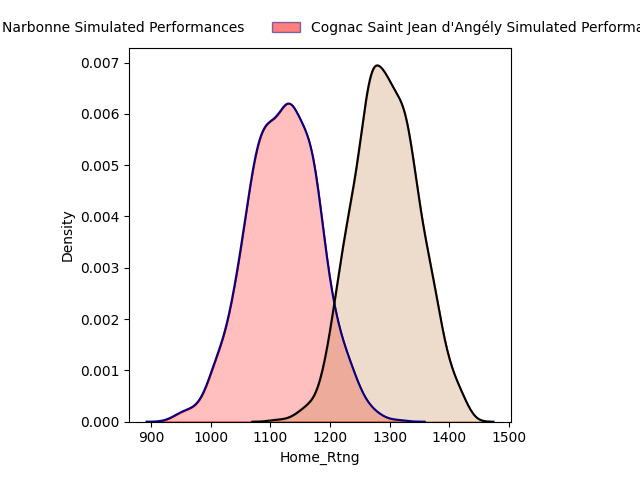 Narbonne Simulated Performances
Cognac Saint Jean d'Angély Simulated Performa
0.007
0.006
0.005
0.004
0.003
0.002
0.001
0.000
Density
900 1000 1100 1200 1300 1400 1500
Home_Rtng